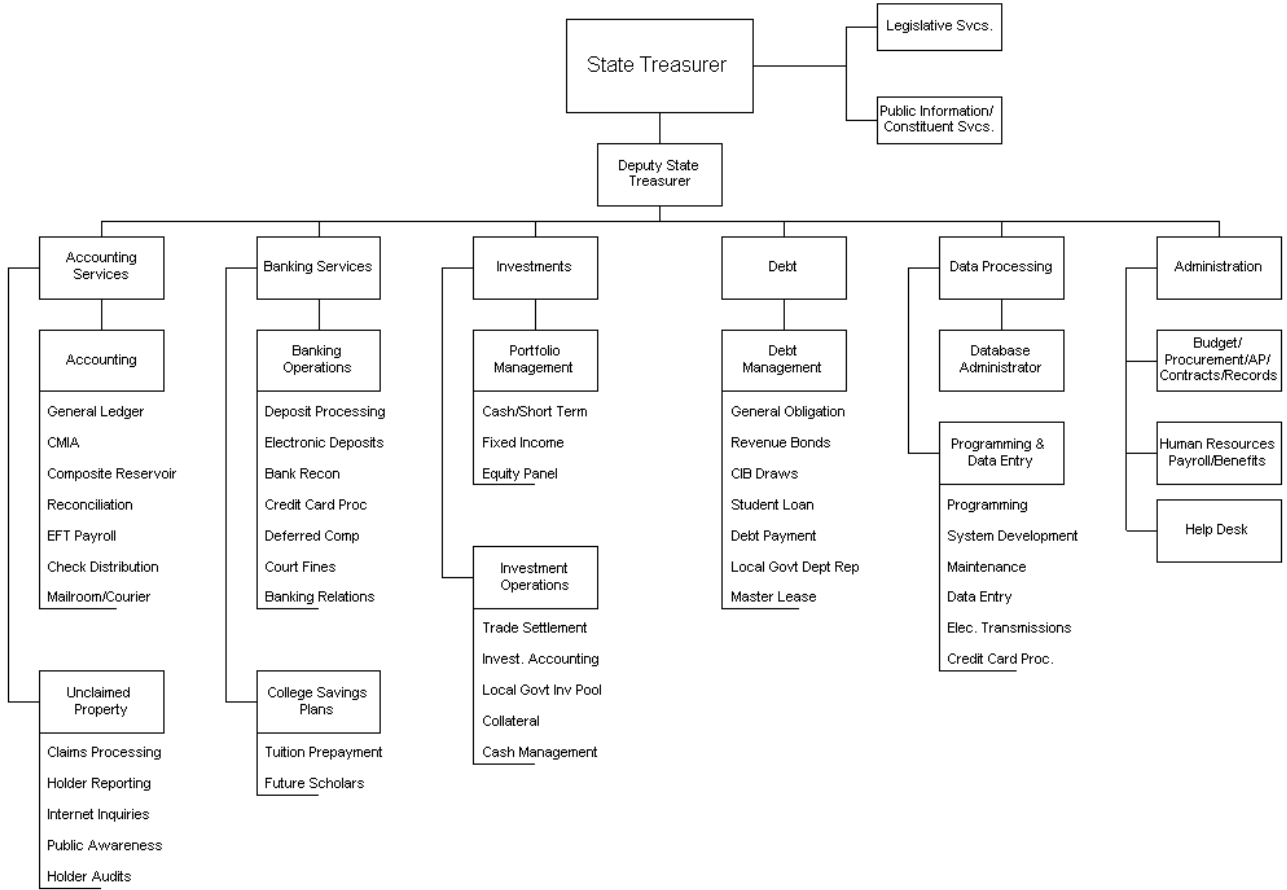 Legislative Svcs.
State Treasurer
Public Information/
Constituent Svcs.
Deputy State
Treasurer
Accounting
Services
Banking Services
Investments
Debt
Data Processing
Administration
Accounting
General Ledger
CMIA
Composite Reservoir
Reconciliation
EFT Payroll
Check Distribution
Mailroom/Courier
Unclaimed
Property
Claims Processing
Holder Reporting
Internet Inquiries
Public Awareness
Holder Audits
Banking
Operations
Deposit Processing
Electronic Deposits
Bank Recon
Credit Card Proc
Deferred Comp
Court Fines
Banking Relations
College Savings
Plans
Tuition Prepayment
Future Scholars
Portfolio
Management
Cash/Short Term
Fixed Income
Equity Panel
Investment
Operations
Trade Settlement
Invest. Accounting
Local Govt Inv Pool
Collateral
Cash Management
Debt
Management
General Obligation
Revenue Bonds
CIB Draws
Student Loan
Debt Payment
Local Govt Dept Rep
Master Lease
Database
Administrator
Programming &
Data Entry
Programming
System Development
Maintenance
Data Entry
Elec. Transmissions
Credit Card Proc.
Budget/
Procurement/AP/
Contracts/Records
Human Resources
Payroll/Benefits
Help Desk